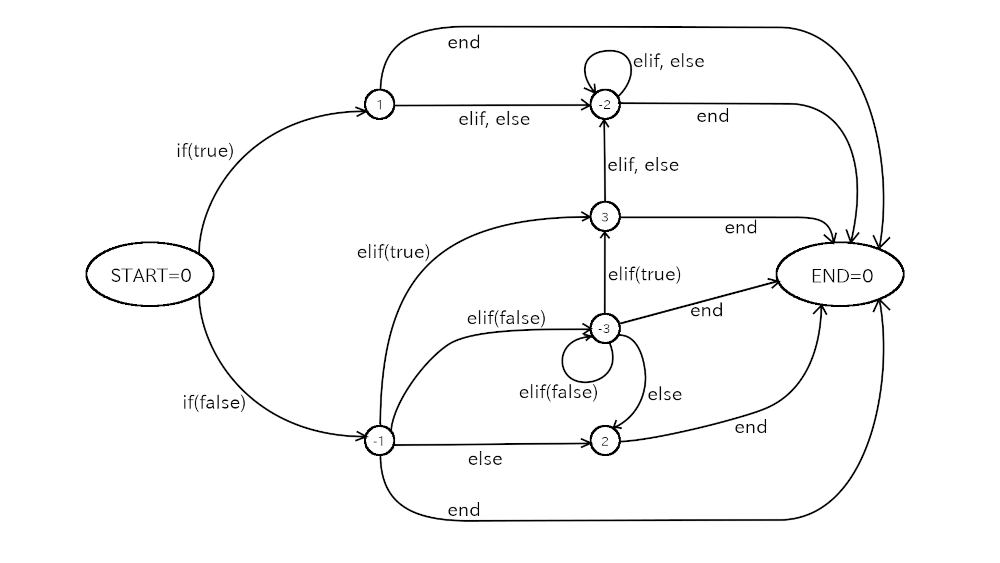 end
elif, else
1
-2
elif, else
end
if(true)
elif, else
3
end
elif(true)
START=0
elif(true)
END=0
end
elif(false)
-3
elif(false)
else
if(false)
end
-1
2
else
end